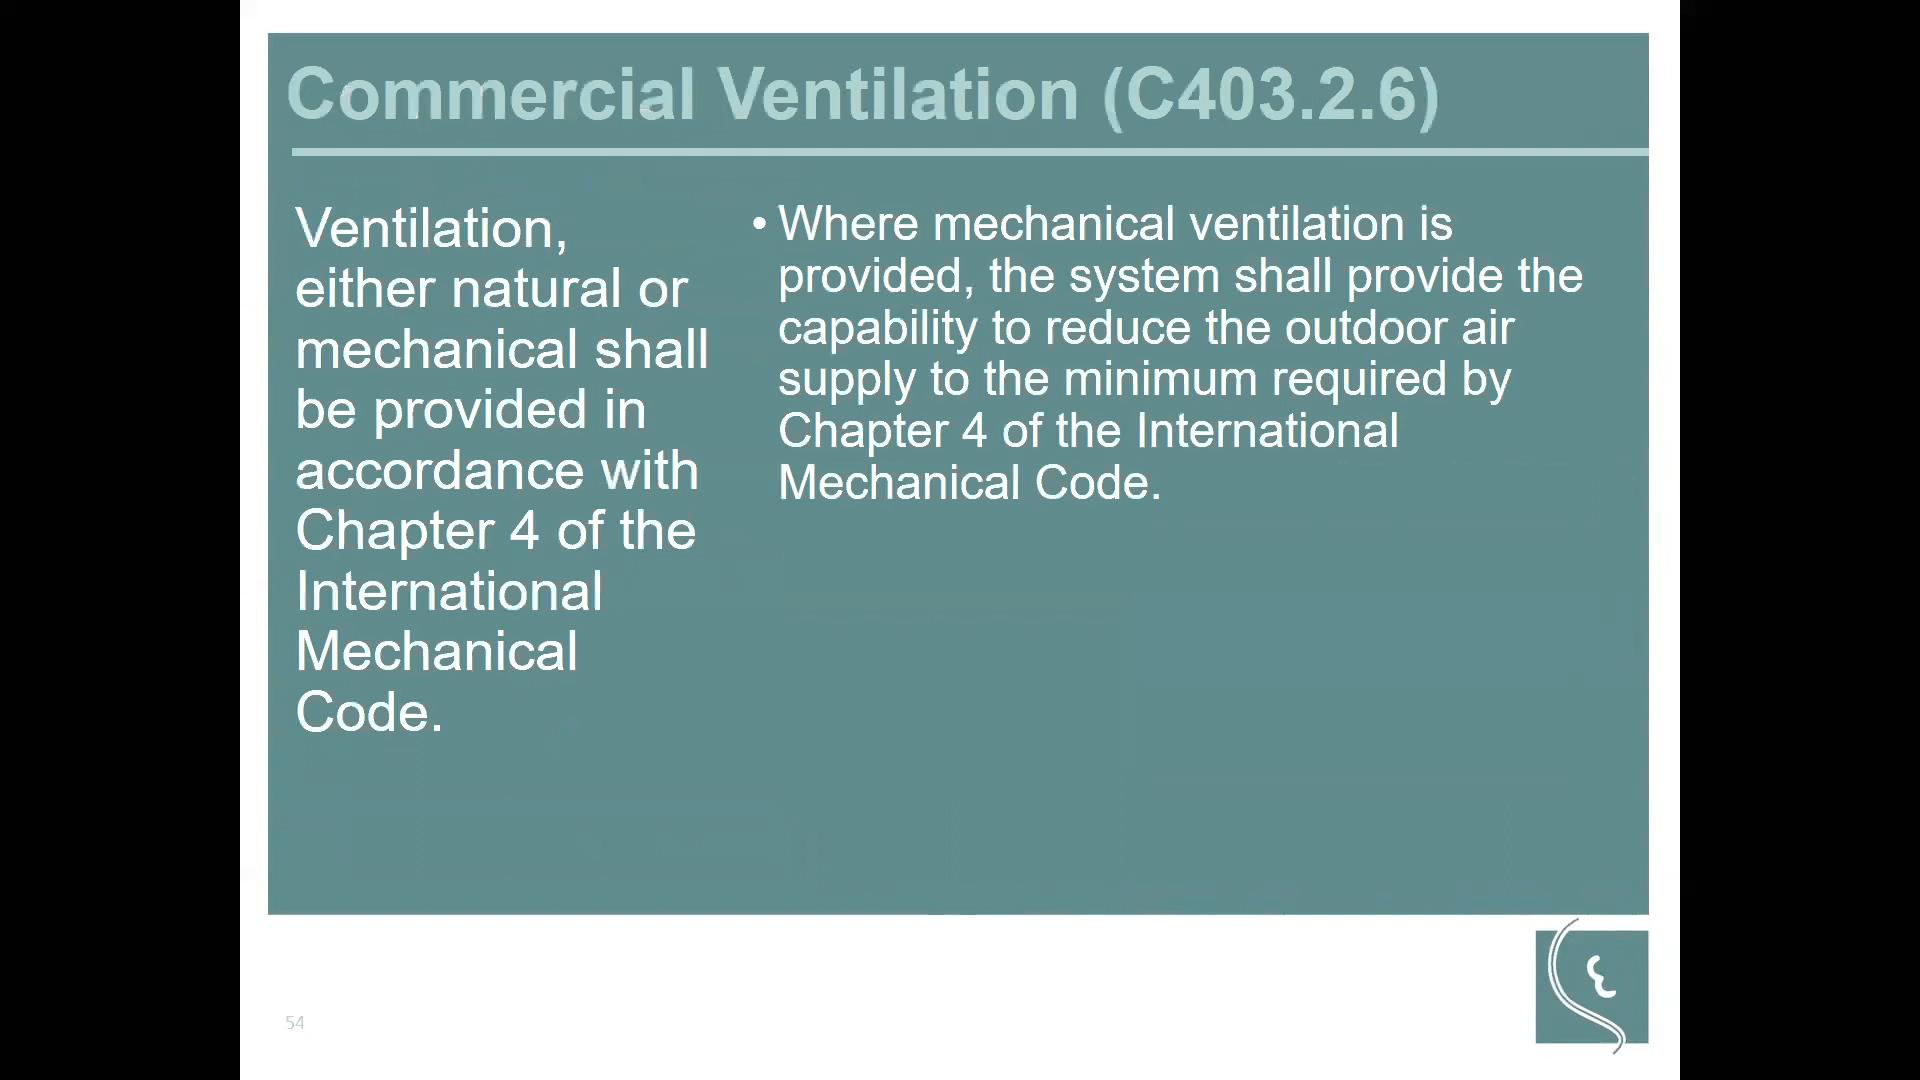 Commercial Ventilation (C403.2.6)
Ventilation,
either natural or
mechanical shall
be provided in
accordance with
Chapter 4 of the
International
Mechanical
Code.
• Where mechanical ventilation is
provided, the system shall provide the
capability to reduce the outdoor air
supply to the minimum required by
Chapter 4 of the International
Mechanical Code.
54